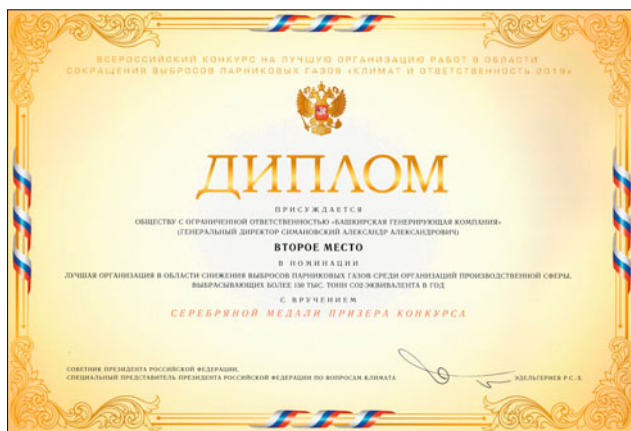 ВСЕРОССИЙСКИЙ КОНКУРС НА ЛУЧШУЮ ОРГАНИЗАЦИЮ РАБОТ В ОБЛАСТИ
СОКРАЩЕНИЯ ВЫБРОСОВ ПАРНИКОВЫХ ГАЗОВ «КЛИМАТ И ОТВЕТСТВЕННОСТЬ 2019»
ДИПЛОМ
ПРИСУЖДАЕТСЯ
ОБЩЕСТВУ С ОГРАНИЧЕННОЙ ОТВЕТСТВЕННОСТЬЮ «БАШКИРСКАЯ ГЕНЕРИРУЮЩАЯ КОМПАНИЯ»
(ГЕНЕРАЛЬНЫЙ ДИРЕКТОР СИМАНОВСКИЙ АЛЕКСАНДР АЛЕКСАНДРОВИЧ)
ВТОРОЕ МЕСТО
В НОМИНАЦИИ
ЛУЧШАЯ ОРГАНИЗАЦИЯ В ОБЛАСТИ СНИЖЕНИЯ ВЫБРОСОВ ПАРНИКОВЫХ ГАЗОВ СРЕДИ ОРГАНИЗАЦИЙ ПРОИЗВОДСТВЕННОЙ СФЕРЫ,
ВЫБРАСЫВАЮЩИХ БОЛЕЕ 150 ТЫС. ТОНН СО2-ЭКВИВАЛЕНТА В ГОД
С ВРУЧЕНИЕМ
СЕРЕБРЯНОЙ МЕДАЛИ ПРИЗЕРА КОНКУРСА
СОВЕТНИК ПРЕЗИДЕНТА РОССИЙСКОЙ ФЕДЕРАЦИИ,
СПЕЦИАЛЬНЫЙ ПРЕДСТАВИТЕЛЬ ПРЕЗИДЕНТА РОССИЙСКОЙ ФЕДЕРАЦИИ ПО ВОПРОСАМ КЛИМАТА
ЭДЕЛЬГЕРИЕВ Р.С.-Х.